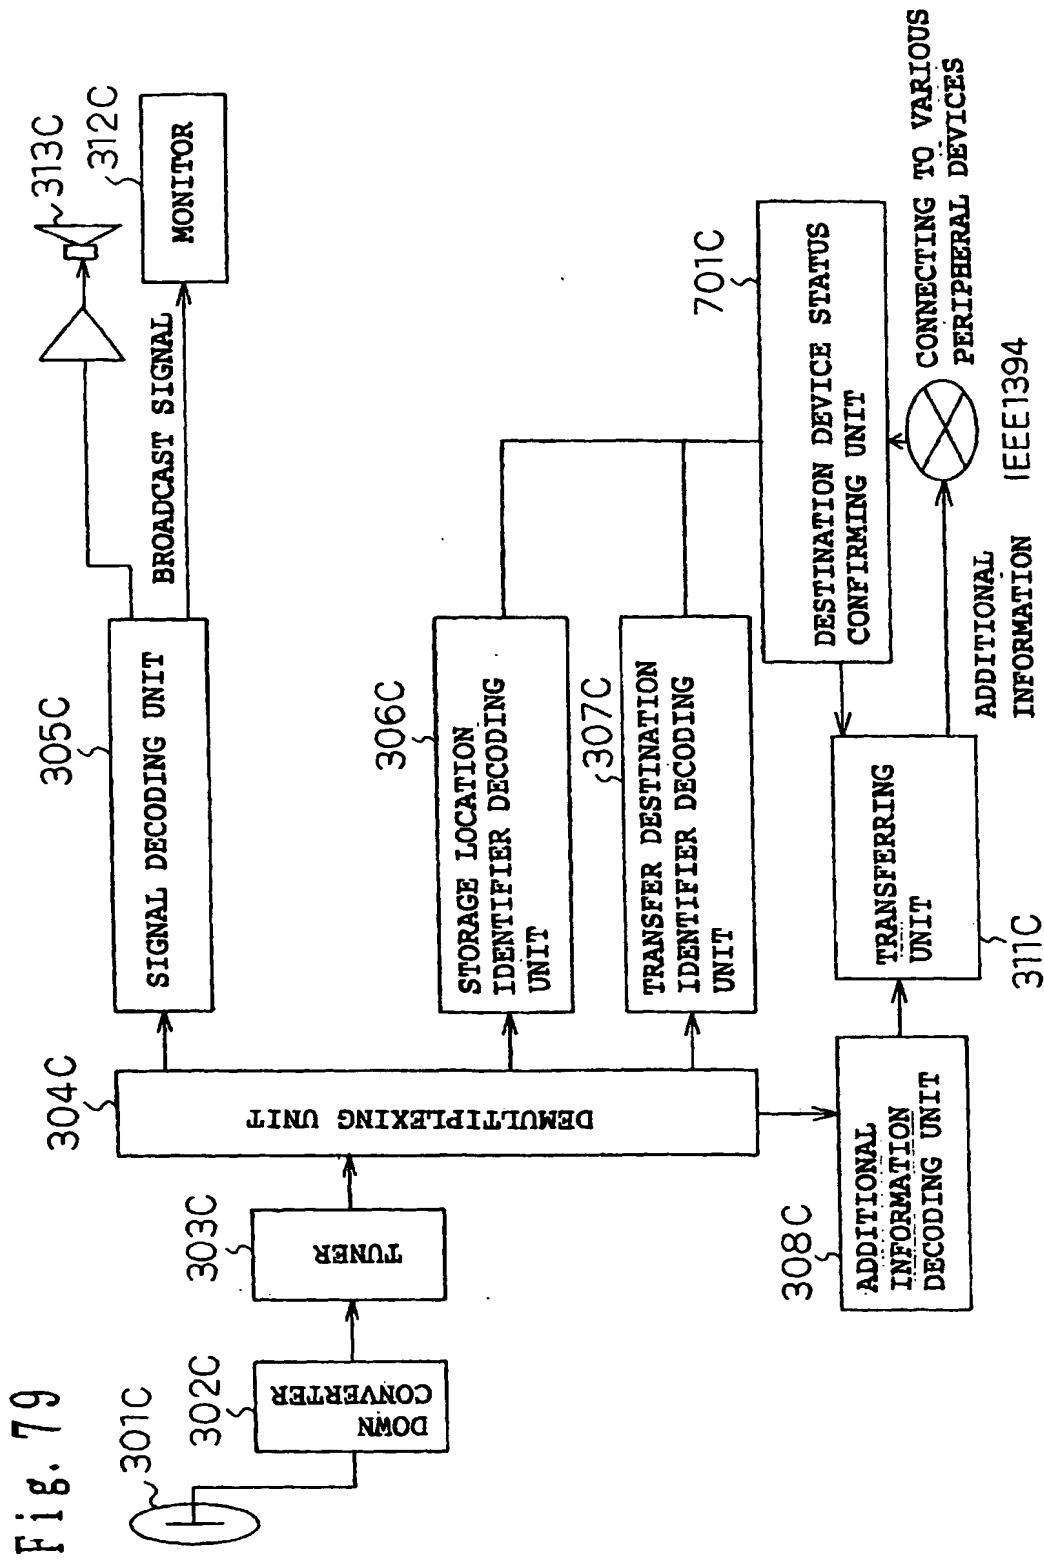 Fig. 79
301C
302C
DOWN
CONVERTER
303C
TUNER
304C
DEMULTIPLEXING UNIT
305C
SIGNAL DECODING UNIT
BROADCAST SIGNAL
313C
312C
MONITOR
306C
STORAGE LOCATION
IDENTIFIER DECODING
UNIT
307C
TRANSFER DESTINATION
IDENTIFIER DECODING
UNIT
701C
DESTINATION DEVICE STATUS
CONFIRMING UNIT
308C
ADDITIONAL
INFORMATION
DECODING UNIT
TRANSFERRING
UNIT
311C
ADDITIONAL
INFORMATION
CONNECTING TO VARIOUS
PERIPHERAL DEVICES
IEEE1394